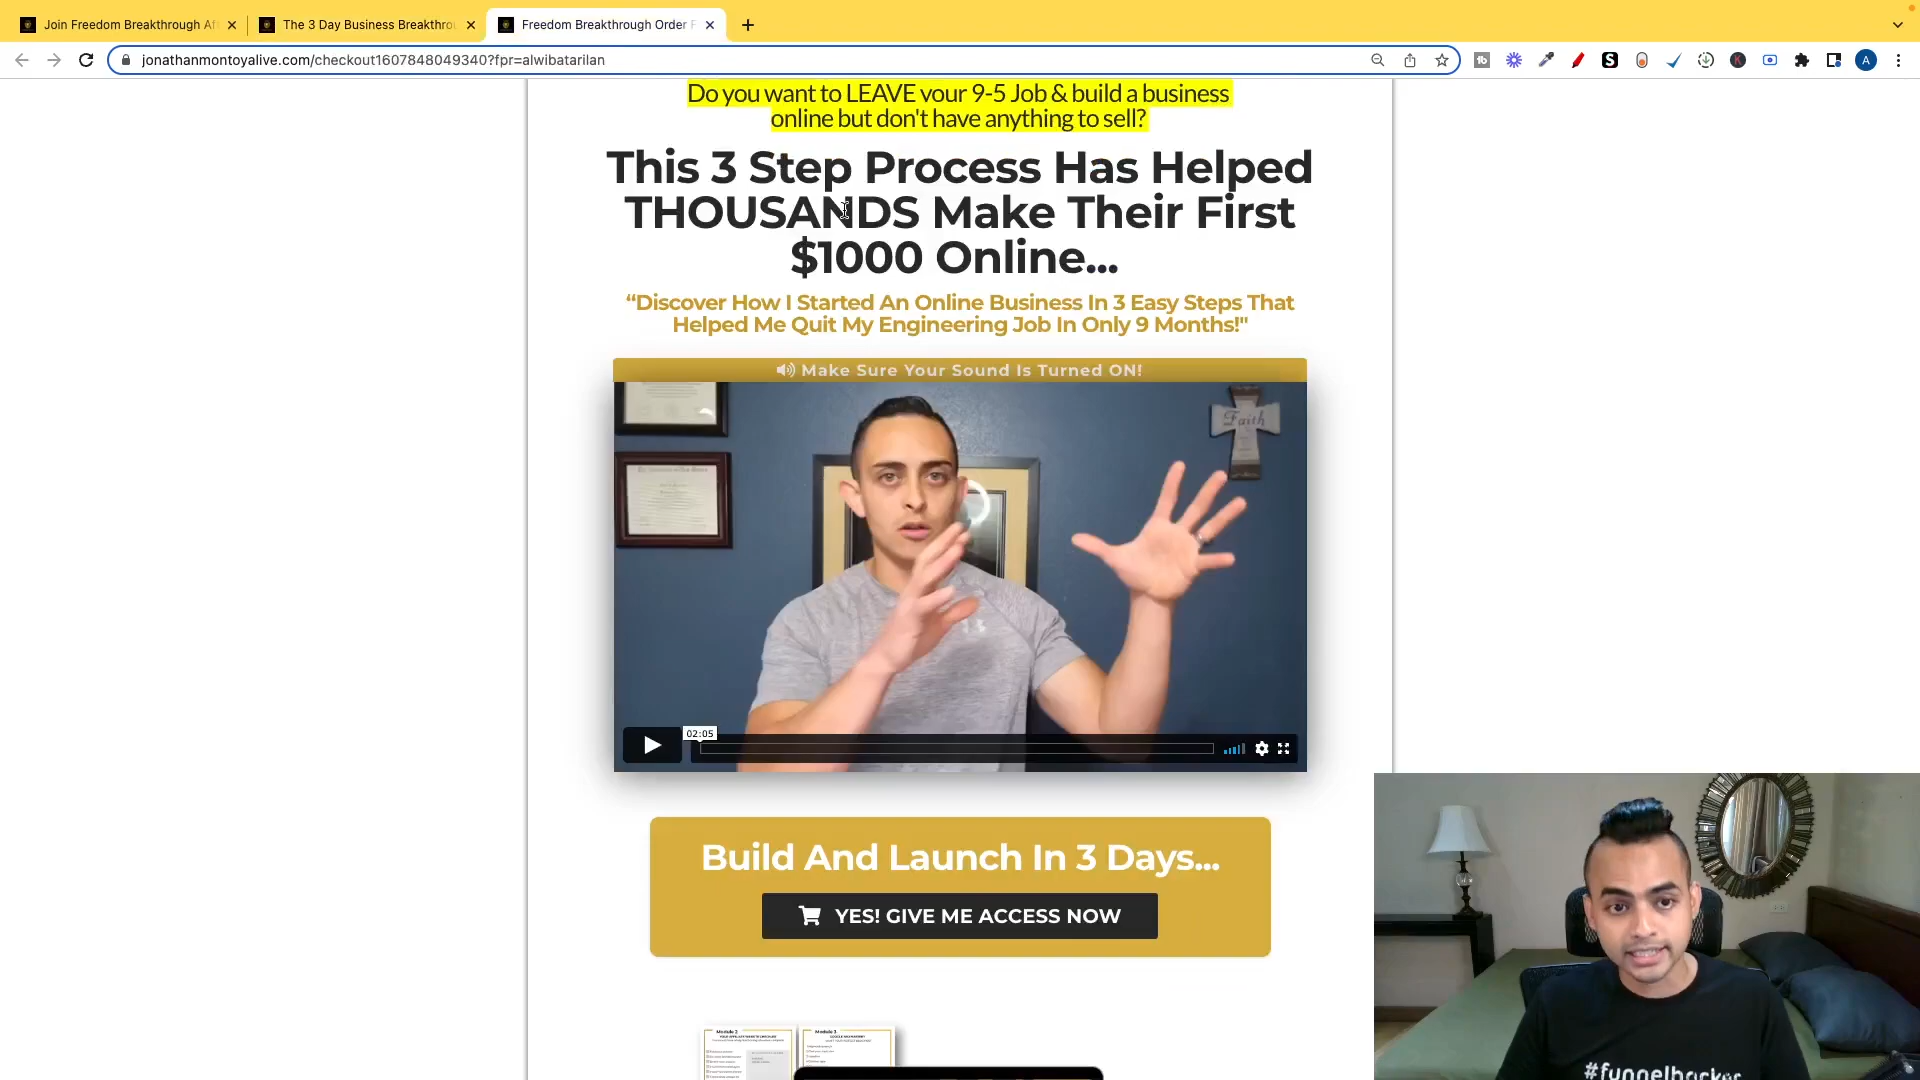 Join Freedom Breakthrough Af
The 3 Day Business Breakthro
Freedom Breakthrough Order F
jonathanmontoyalive.com/checkout1607848049340?fpr=alwibatarilan
Do you want to LEAVE your 9-5 Job & build a business
online but don't have anything to sell?
This 3 Step Process Has Helped
THOUSANDS Make Their First
$1000 Online...
“Discover How I Started An Online Business In 3 Easy Steps That
Helped Me Quit My Engineering Job In Only 9 Months!"
Make Sure Your Sound Is Turned ON!
Faith
02:05
Build And Launch In 3 Days...
YES! GIVE ME ACCESS NOW
Module 2
Module 3
#funnelhacker